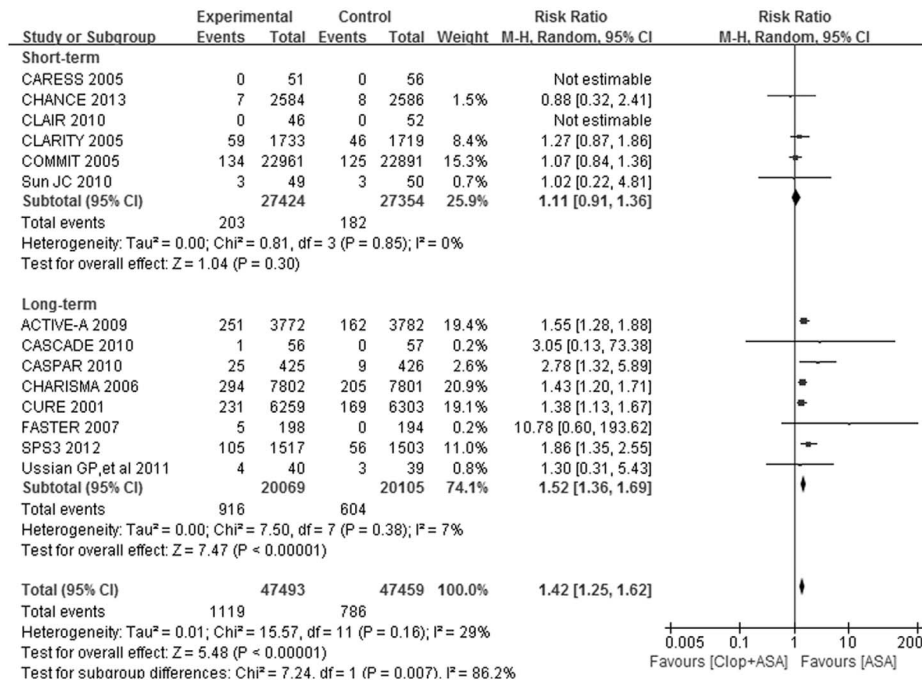 Experimental Control Risk Ratio Risk Ratio
Study or Subgroup Events Total Events Total Weight M-H, Random, 95% CI M-H, Random, 95% CI
Short-term
CARESS 2005 0 51 0 56 Not estimable
CHANCE 2013 7 2584 8 2586 1.5% 0.88 [0.32, 2.41]
CLAIR 2010 0 46 0 52 Not estimable
CLARITY 2005 59 1733 46 1719 8.4% 1.27 [0.87, 1.86]
COMMIT 2005 134 22961 125 22891 15.3% 1.07 [0.84, 1.36]
Sun JC 2010 3 49 3 50 0.7% 1.02 [0.22, 4.81]
Subtotal (95% CI) 27424 27354 25.9% 1.11 [0.91, 1.36]
Total events 203 182
Heterogeneity: Tau² = 0.00; Chi² = 0.81, df = 3 (P = 0.85); I² = 0%
Test for overall effect: Z = 1.04 (P = 0.30)
Long-term
ACTIVE-A 2009 251 3772 162 3782 19.4% 1.55 [1.28, 1.88]
CASCADE 2010 1 56 0 57 0.2% 3.05 [0.13, 73.38]
CASPAR 2010 25 425 9 426 2.6% 2.78 [1.32, 5.89]
CHARISMA 2006 294 7802 205 7801 20.9% 1.43 [1.20, 1.71]
CURE 2001 231 6259 169 6303 19.1% 1.38 [1.13, 1.67]
FASTER 2007 5 198 0 194 0.2% 10.78 [0.60, 193.62]
SPS3 2012 105 1517 56 1503 11.0% 1.86 [1.35, 2.55]
Ussian GP,et al 2011 4 40 3 39 0.8% 1.30 [0.31, 5.43]
Subtotal (95% CI) 20069 20105 74.1% 1.52 [1.36, 1.69]
Total events 916 604
Heterogeneity: Tau² = 0.00; Chi² = 7.50, df = 7 (P = 0.38); I² = 7%
Test for overall effect: Z = 7.47 (P < 0.00001)
Total (95% CI) 47493 47459 100.0% 1.42 [1.25, 1.62]
Total events 1119 786
Heterogeneity: Tau² = 0.01; Chi² = 15.57, df = 11 (P = 0.16); I² = 29%
Test for overall effect: Z = 5.48 (P < 0.00001)
Test for subgroup differences: Chi² = 7.24, df = 1 (P = 0.007), I² = 86.2%
0.005 0.1 1 10 200
Favours [Clop+ASA] Favours [ASA]